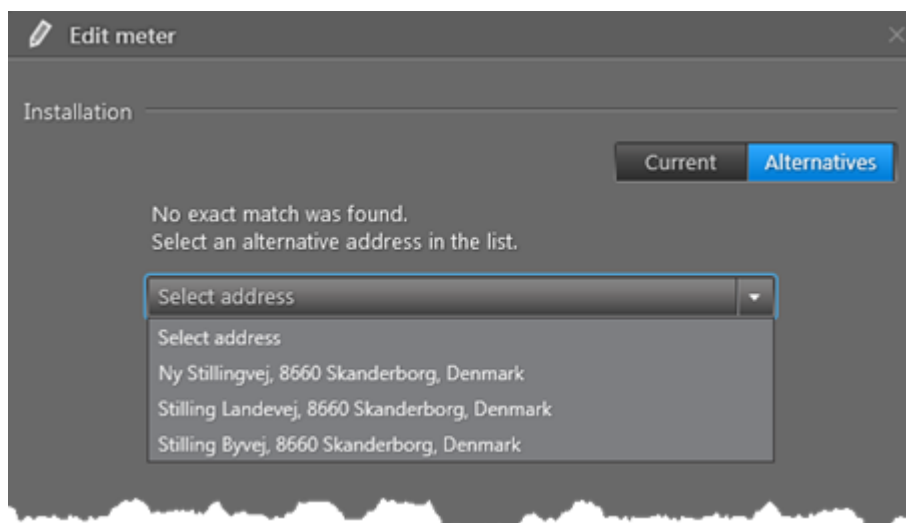 Edit meter
Installation
Current
Alternatives
No exact match was found.
Select an alternative address in the list.
Select address
Select address
Ny Stillingvej, 8660 Skanderborg, Denmark
Stilling Landevej, 8660 Skanderborg, Denmark
Stilling Byvej, 8660 Skanderborg, Denmark